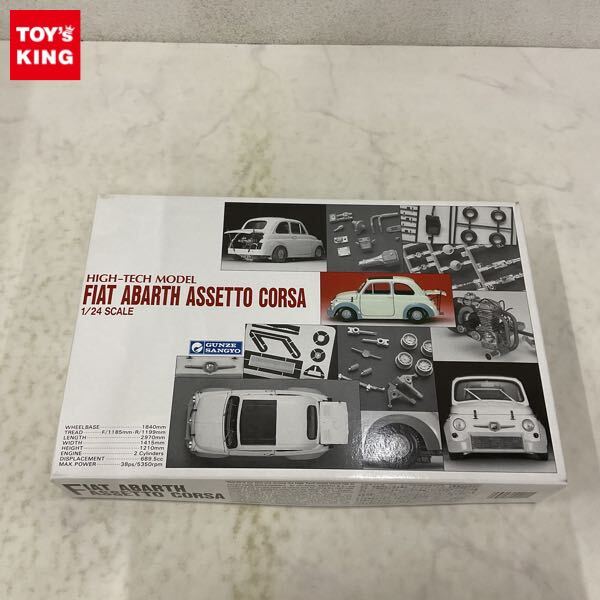 TOY's
KING
HIGH-TECH MODEL
FIAT ABARTH ASSETTO CORSA
1/24 SCALE
GUNZE
SANGYO
WHEELBASE 1840mm
TREAD F/1185mm-R/1199mm
LENGTH 2970mm
WIDTH 1415mm
HEIGHT 1210mm
ENGINE 2 Cylinders
DISPLACEMENT 689.5cc
MAX. POWER 38ps/5350rpm
FIAT ABARTH
ASSETTO CORSA